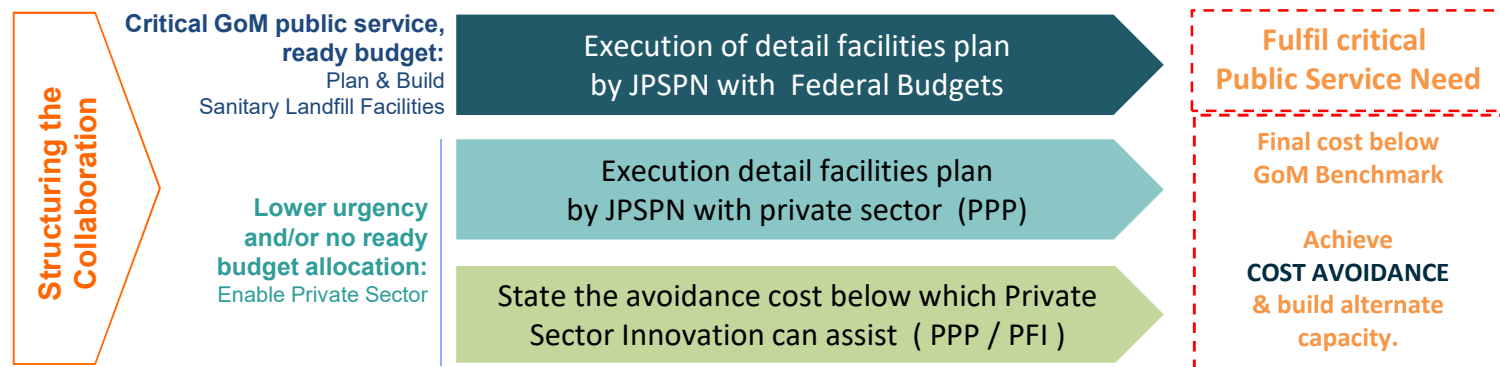 Structuring the
Collaboration
Critical GoM public service,
ready budget:
Plan & Build
Sanitary Landfill Facilities
Execution of detail facilities plan
by JPSPN with Federal Budgets
Fulfil critical
Public Service Need
Lower urgency
and/or no ready
budget allocation:
Enable Private Sector
Execution detail facilities plan
by JPSPN with private sector (PPP)
State the avoidance cost below which Private
Sector Innovation can assist ( PPP / PFI )
Final cost below
GoM Benchmark
Achieve
COST AVOIDANCE
& build alternate
capacity.